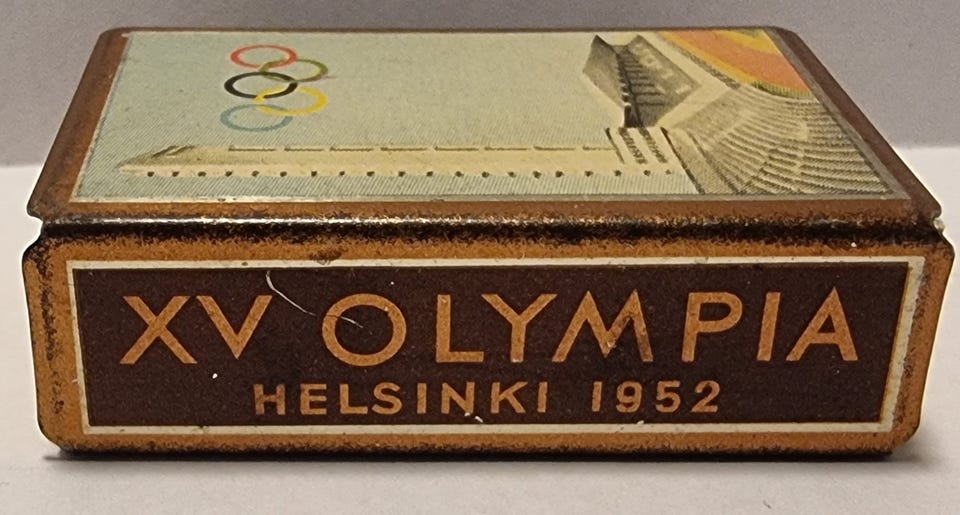 XV OLYMPIA
HELSINKI 1952